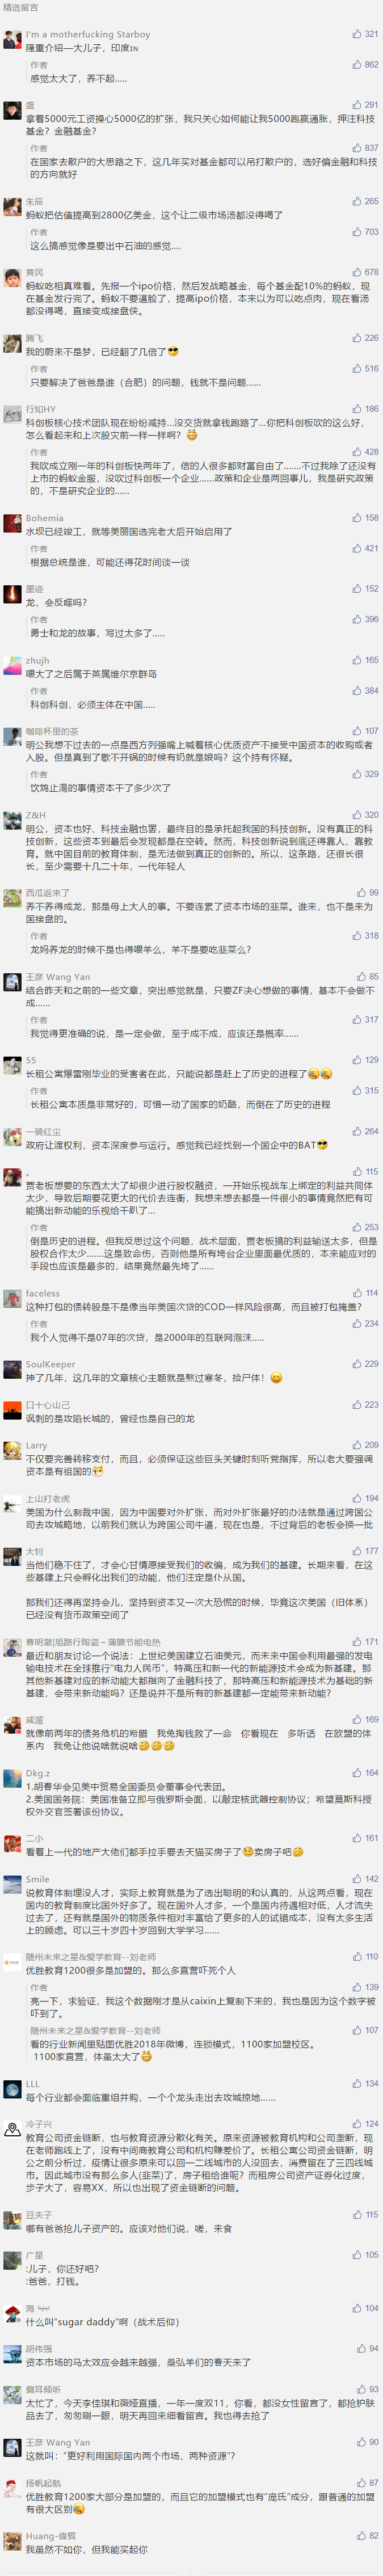 精选留言
I'm a motherfucking Starboy
321
隆重介绍—大儿子，印度IN
作者
862
感觉太大了，养不起.....
盛
291
拿着5000元工资操心5000亿的扩张，我只关心如何能让我5000跑赢通胀，押注科技
基金？金融基金？
作者
837
在国家去散户的大思路之下，这几年买对基金都可以吊打散户的，选好偏金融和科技
的方向就好
朱辰
265
蚂蚁把估值提高到2800亿美金，这个让二级市场汤都没得喝了
作者
703
这么搞感觉像是要出中石油的感觉....
黄民
678
蚂蚁吃相真难看。先报一个ipo价格，然后发战略基金，每个基金配10%的蚂蚁，现
在基金发行完了。蚂蚁不要逼脸了，提高ipo价格，本来以为可以吃点肉，现在看汤
都没得喝，直接变成接盘侠。
腾飞
226
我的蔚来不是梦，已经翻了几倍了
作者
516
只要解决了爸爸是谁（合肥）的问题，钱就不是问题......
行知HY
186
科创板核心技术团队现在纷纷减持...没交货就拿钱跑路了...你把科创板吹的这么好，
怎么看起来和上次股灾前一样一样啊？
作者
428
我吹成立刚一年的科创板快两年了，信的人很多都财富自由了.......不过我除了还没有
上市的蚂蚁金服，没吹过科创板一个企业......政策和企业是两回事儿，我是研究政策
的，不是研究企业的......
Bohemia
158
水坝已经竣工，就等美丽国选完老大后开始启用了
作者
421
根据总统是谁，可能还得花时间谈一谈
墨迹
152
龙，会反噬吗？
作者
396
勇士和龙的故事，写过太多了.....
zhujh
165
喂大了之后属于英属维尔京群岛
作者
384
科创科创，必须主体在中国.....
咖啡杯里的茶
107
明公我想不过去的一点是西方列强嘴上喊着核心优质资产不接受中国资本的收购或者
入股。但是真到了歇不开锅的时候有奶就是娘吗？这个持有怀疑。
作者
329
饮鸩止渴的事情资本干了多少次了
Z&H
320
明公，资本也好、科技金融也罢，最终目的是承托起我国的科技创新。没有真正的科
技创新，这些资本到最后会发现都是在空转。然而，科技创新说到底还得靠人、靠教
育。就中国目前的教育体制，是无法做到真正的创新的。所以，这条路，还很长很
长，至少需要十几二十年，一代年轻人
西瓜返来了
99
养不养得成龙，那是母上大人的事。不要连累了资本市场的韭菜。谁来，也不是来为
国接盘的。
作者
318
龙妈养龙的时候不是也得喂羊么，羊不是要吃韭菜么？
王彦 Wang Yan
85
结合昨天和之前的一些文章，突出感觉就是，只要ZF决心想做的事情，基本不会做不
成......
作者
317
我觉得更准确的说，是一定会做，至于成不成，应该还是概率......
55
129
长租公寓爆雷刚毕业的受害者在此，只能说都是赶上了历史的进程了
作者
315
长租公寓本质是非常好的，可惜一动了国家的奶酪，而倒在了历史的进程
一骑红尘
264
政府让渡权利，资本深度参与运行。感觉我已经找到一个国企中的BAT
。
115
贾老板想要的东西太大了却很少进行股权融资，一开始乐视战车上绑定的利益共同体
太少，导致后期要花更大的代价去连衡，我想来想去都是一件很小的事情竟然把有可
能搞出新动能的乐视给干趴了...
作者
253
倒是历史的进程。但我反思过这个问题，战术层面，贾老板搞的利益输送太多，但是
股权合作太少.......这是致命伤，否则他是所有垮台企业里面最优质的，本来能应对的
手段也应该是最多的，结果竟然最先垮了......
faceless
114
这种打包的债转股是不是像当年美国次贷的COD一样风险很高，而且被打包掩盖？
作者
234
我个人觉得不是07年的次贷，是2000年的互联网泡沫.....
SoulKeeper
229
抻了几年，这几年的文章核心主题就是熬过寒冬，捡尸体！
口十心山己
223
讽刺的是攻陷长城的，曾经也是自己的龙
Larry
209
不仅要完善转移支付，而且，必须保证这些巨头关键时刻听党指挥，所以老大要强调
资本是有祖国的
上山打老虎
194
美国为什么制裁中国，因为中国要对外扩张，而对外扩张最好的办法就是通过跨国公
司去攻城略地，以前我们就认为跨国公司牛逼，现在也是，不过背后的老板会换一批
大钊
177
当他们稳不住了，才会心甘情愿接受我们的收编，成为我们的基建。长期来看，在这
些基建上只会孵化出我们的动能，他们注定是仆从国。
那我们还得再坚持会儿，坚持到资本又一次大恐慌的时候，毕竟这次美国（旧体系）
已经没有货币政策空间了
曹明澈|旭路行陶瓷～薄膜节能电热
171
最近和朋友讨论一个说法：上世纪美国建立石油美元，而未来中国会利用最强的发电
输电技术在全球推行“电力人民币”，特高压和新一代的新能源技术会成为新基建。那
其他新基建对应的新动能大都指向了金融科技了，那特高压和新能源技术为基础的新
基建，会带来新动能吗？还是说并不是所有的新基建都一定能带来新动能？
咸溜
169
就像前两年的债务危机的希腊 我兔掏钱救了一命 你看现在 多听话 在欧盟的体
系内 我兔让他说啥就说啥
Dkg.z
164
1.胡春华会见美中贸易全国委员会董事会代表团。
2.美国国务院：美国准备立即与俄罗斯会面，以敲定核武器控制协议；希望莫斯科授
权外交官签署该份协议。
二小
161
看看上一代的地产大佬们都手拉手要去天猫买房子了卖房子吧
Smile
142
说教育体制埋没人才，实际上教育就是为了选出聪明的和认真的，从这两点看，现在
国内的教育制度比国外好多了。现在国外人才多，一个是国内待遇相对低，人才流失
过去了，还有就是国外的物质条件相对丰富给了更多的人的试错成本，没有太多生活
上的顾虑。可以三十岁四十岁回到大学学习......
随州未来之星&爱学教育--刘老师
110
优胜教育1200很多是加盟的。那么多直营吓死个人
作者
139
亮一下，求验证，我这个数据刚才是从caixin上复制下来的，我也是因为这个数字被
吓到了。
随州未来之星&爱学教育--刘老师
107
看的行业新闻里贴图优胜2018年微博，连锁模式，1100家加盟校区。
1100家直营，体量太大了
LLL
134
每个行业都会面临重组并购，一个个龙头走出去攻城掠地......
冷子兴
124
教育公司资金链断，也与教育资源分散化有关。原来资源被教育机构和公司垄断，现
在老师跑线上了，没有中间商教育公司和机构赚差价了。长租公寓公司资金链断，明
公之前分析过，疫情让很多原来可以回一二线城市的人没回去，消费留在了三四线城
市。因此城市没有那么多人(韭菜)了，房子租给谁呢？而租房公司资产证券化过度，
步子大了，容易XX，所以也出现了资金链断的问题。
豆夫子
115
哪有爸爸抢儿子资产的。应该对他们说，嗟，来食
广星
105
:儿子，你还好吧？
:爸爸，打钱。
海
104
什么叫“sugar daddy”啊（战术后仰）
胡伟强
94
资本市场的马太效应会越来越强，桑弘羊们的春天来了
侧耳倾听
93
太忙了，今天李佳琪和薇娅直播，一年一度双11，你看，都没女性留言了，都抢护肤
品去了，匆匆刷一眼，明天再回来细看留言。我也得去抢了
王彦 Wang Yan
90
这就叫：“更好利用国际国内两个市场、两种资源”？
扬帆起航
87
优胜教育1200家大部分是加盟的，而且它的加盟模式也有“庞氏”成分，跟普通的加盟
有很大区别
Huang-偉賢
82
我虽然不如你，但我能买起你